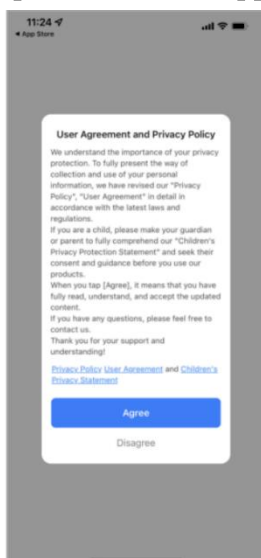 11:24
App Store
User Agreement and Privacy Policy
We understand the importance of your privacy
protection. To fully present the way of
collection and use of your personal
information, we have revised our "Privacy
Policy", "User Agreement" in detail in
accordance with the latest laws and
regulations.
If you are a child, please make your guardian
or parent to fully comprehend our "Children's
Privacy Protection Statement" and seek their
consent and guidance before you use our
products.
When you tap [Agree], it means that you have
fully read, understand, and accept the updated
content.
If you have any questions, please feel free to
contact us.
Thank you for your support and
understanding!
Privacy Policy User Agreement and Children's
Privacy Statement
Agree
Disagree